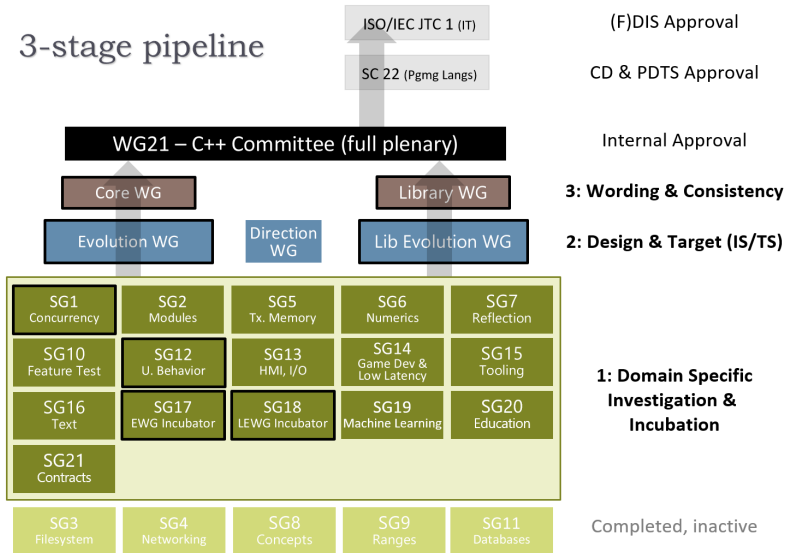 3-stage pipeline
ISO/IEC JTC 1 (IT)
(F)DIS Approval
SC 22 (Pgmg Langs)
CD & PDTS Approval
WG21 – C++ Committee (full plenary)
Internal Approval
Core WG
Library WG
3: Wording & Consistency
Evolution WG
Direction
WG
Lib Evolution WG
2: Design & Target (IS/TS)
SG1
Concurrency
SG2
Modules
SG5
Tx. Memory
SG6
Numerics
SG7
Reflection
SG10
Feature Test
SG12
U. Behavior
SG13
HMI, I/O
SG14
Game Dev &
Low Latency
SG15
Tooling
SG16
Text
SG17
EWG Incubator
SG18
LEWG Incubator
SG19
Machine Learning
SG20
Education
SG21
Contracts
1: Domain Specific
Investigation &
Incubation
SG3
Filesystem
SG4
Networking
SG8
Concepts
SG9
Ranges
SG11
Databases
Completed, inactive